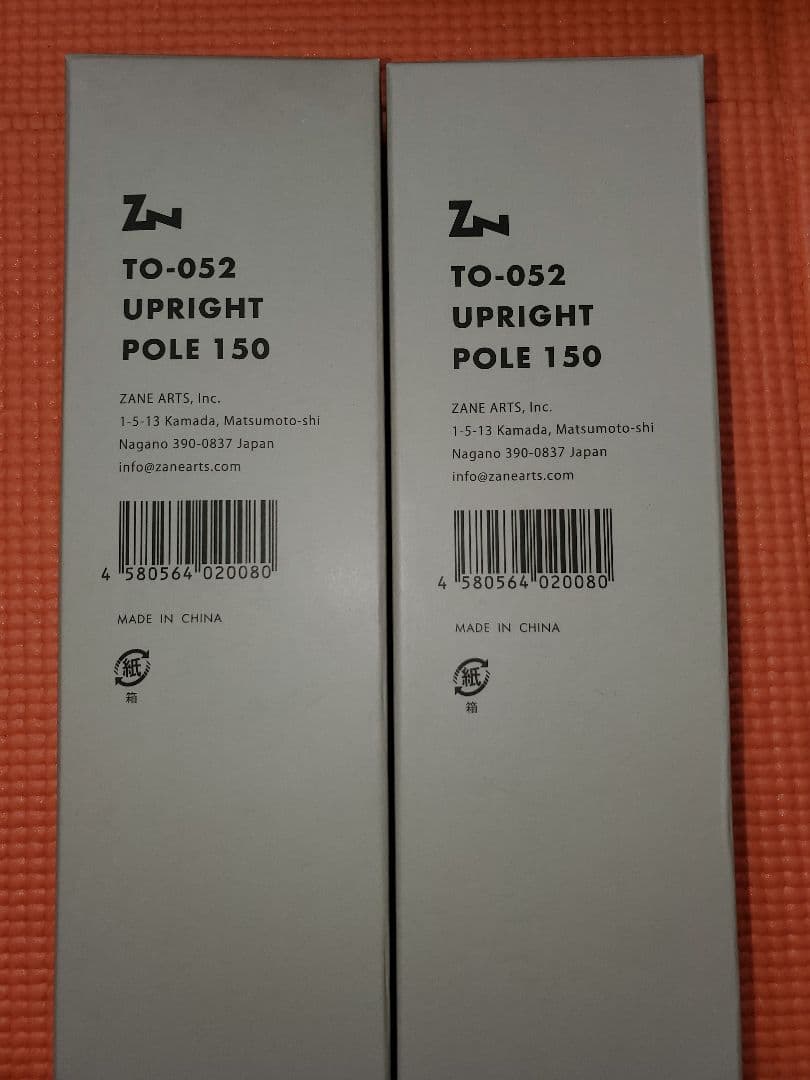 ZN
TO-052
UPRIGHT
POLE 150
ZANE ARTS, Inc.
1-5-13 Kamada, Matsumoto-shi
Nagano 390-0837 Japan
info@zanearts.com
4 580564 020080
MADE IN CHINA
紙
箱
ZN
TO-052
UPRIGHT
POLE 150
ZANE ARTS, Inc.
1-5-13 Kamada, Matsumoto-shi
Nagano 390-0837 Japan
info@zanearts.com
4 580564 020080
MADE IN CHINA
紙
箱